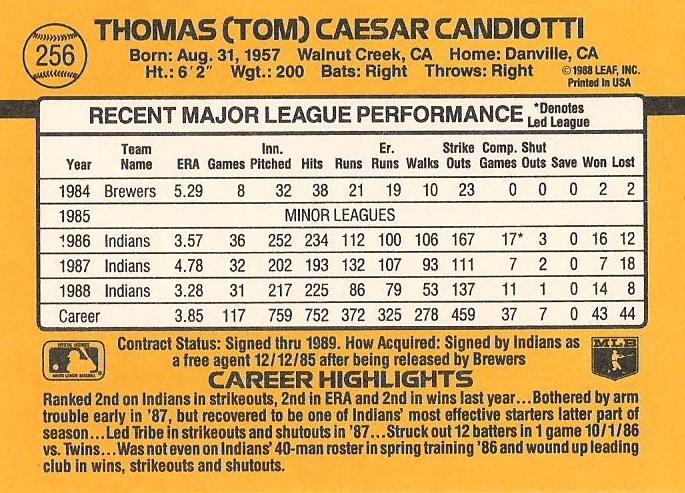 256
THOMAS (TOM) CAESAR CANDIOTTI
Born: Aug. 31, 1957 Walnut Creek, CA Home: Danville, CA
Ht.: 6'2" Wgt.: 200 Bats: Right Throws: Right
©1988 LEAF, INC.
Printed In USA
RECENT MAJOR LEAGUE PERFORMANCE
*Denotes
Led League
Year Team Name ERA Games Inn. Pitched Hits Runs Er. Runs Walks Strike Outs Comp. Games Shut Outs Save Won Lost
1984 Brewers 5.29 8 32 38 21 19 10 23 0 0 0 2 2
1985 MINOR LEAGUES
1986 Indians 3.57 36 252 234 112 100 106 167 17* 3 0 16 12
1987 Indians 4.78 32 202 193 132 107 93 111 7 2 0 7 18
1988 Indians 3.28 31 217 225 86 79 53 137 11 1 0 14 8
Career 3.85 117 759 752 372 325 278 459 37 7 0 43 44
OFFICIAL LICENSEE
MAJOR LEAGUE BASEBALL
Contract Status: Signed thru 1989. How Acquired: Signed by Indians as
a free agent 12/12/85 after being released by Brewers
MLB
CAREER HIGHLIGHTS
Ranked 2nd on Indians in strikeouts, 2nd in ERA and 2nd in wins last year...Bothered by arm
trouble early in '87, but recovered to be one of Indians' most effective starters latter part of
season...Led Tribe in strikeouts and shutouts in '87...Struck out 12 batters in 1 game 10/1/86
vs. Twins...Was not even on Indians' 40-man roster in spring training '86 and wound up leading
club in wins, strikeouts and shutouts.